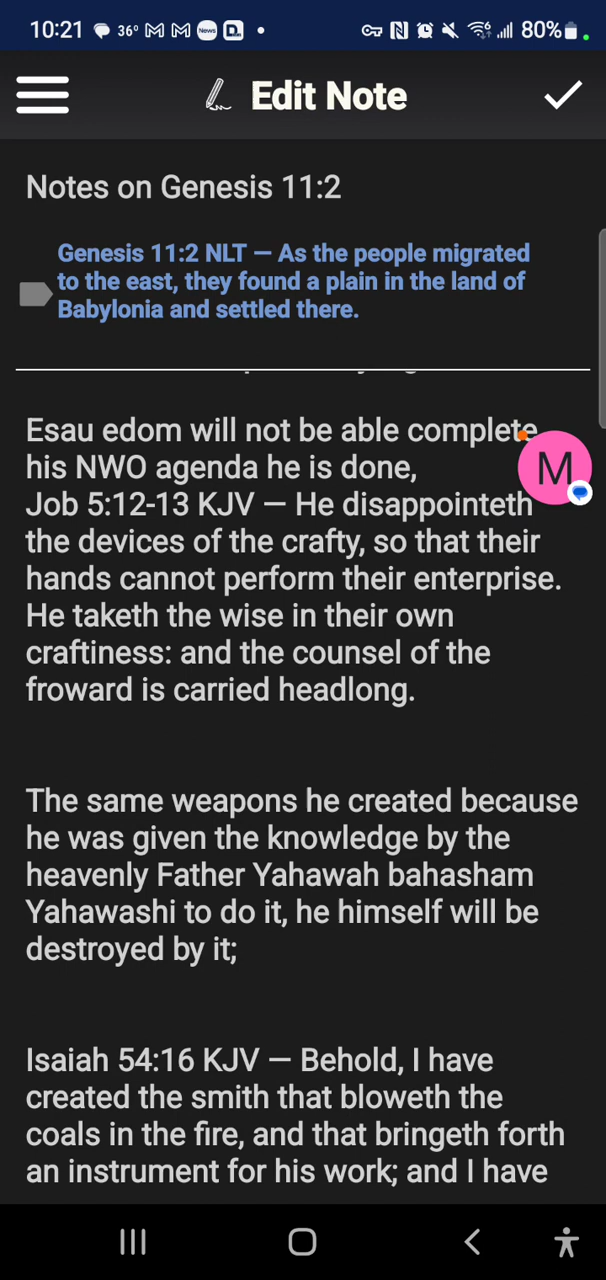 10:21 36° News D. 80%
Edit Note
Notes on Genesis 11:2
Genesis 11:2 NLT — As the people migrated
to the east, they found a plain in the land of
Babylonia and settled there.
Esau edom will not be able complete
his NWO agenda he is done,
M
Job 5:12-13 KJV — He disappointeth
the devices of the crafty, so that their
hands cannot perform their enterprise.
He taketh the wise in their own
craftiness: and the counsel of the
froward is carried headlong.
The same weapons he created because
he was given the knowledge by the
heavenly Father Yahawah bahasham
Yahawashi to do it, he himself will be
destroyed by it;
Isaiah 54:16 KJV — Behold, I have
created the smith that bloweth the
coals in the fire, and that bringeth forth
an instrument for his work; and I have